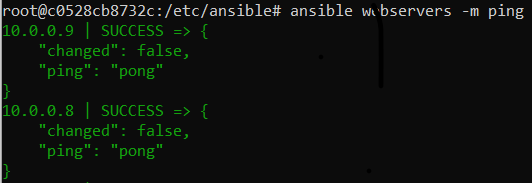 root@c0528cb8732c:/etc/ansible# ansible webservers -m ping
10.0.0.9 | SUCCESS => {
    "changed": false,
    "ping": "pong"
}
10.0.0.8 | SUCCESS => {
    "changed": false,
    "ping": "pong"
}